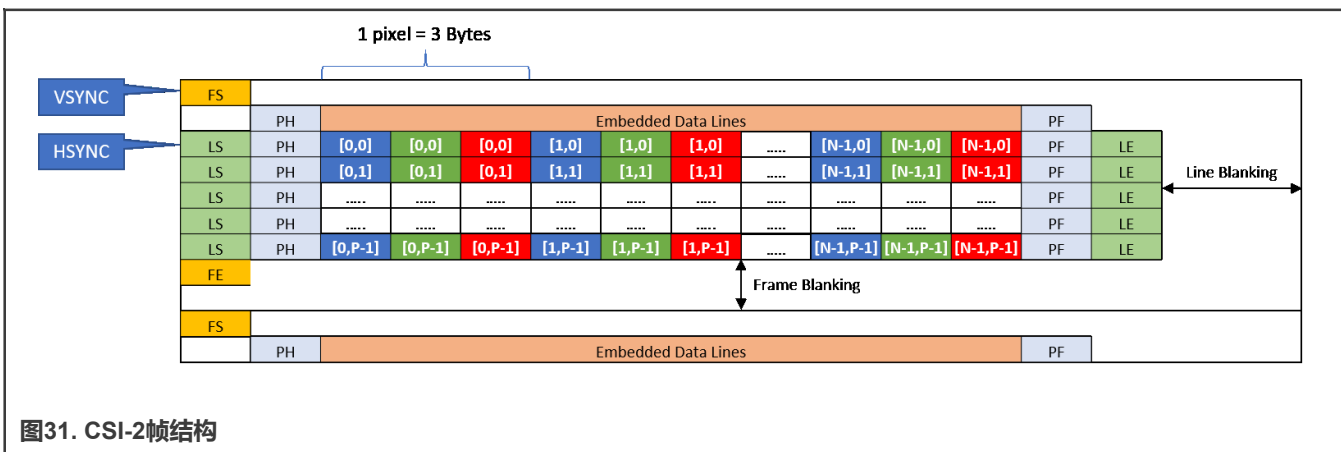 1 pixel = 3 Bytes
VSYNC FS
PH Embedded Data Lines PF
HSYNC LS PH [0,0] [0,0] [0,0] [1,0] [1,0] [1,0] ..... [N-1,0] [N-1,0] [N-1,0] PF LE
LS PH [0,1] [0,1] [0,1] [1,1] [1,1] [1,1] ..... [N-1,1] [N-1,1] [N-1,1] PF LE Line Blanking
LS PH ..... ..... ..... ..... ..... ..... ..... ..... ..... ..... PF LE
LS PH ..... ..... ..... ..... ..... ..... ..... ..... ..... ..... PF LE
LS PH [0,P-1] [0,P-1] [0,P-1] [1,P-1] [1,P-1] [1,P-1] ..... [N-1,P-1] [N-1,P-1] [N-1,P-1] PF LE
FE
Frame Blanking
FS
PH Embedded Data Lines PF
图31. CSI-2帧结构